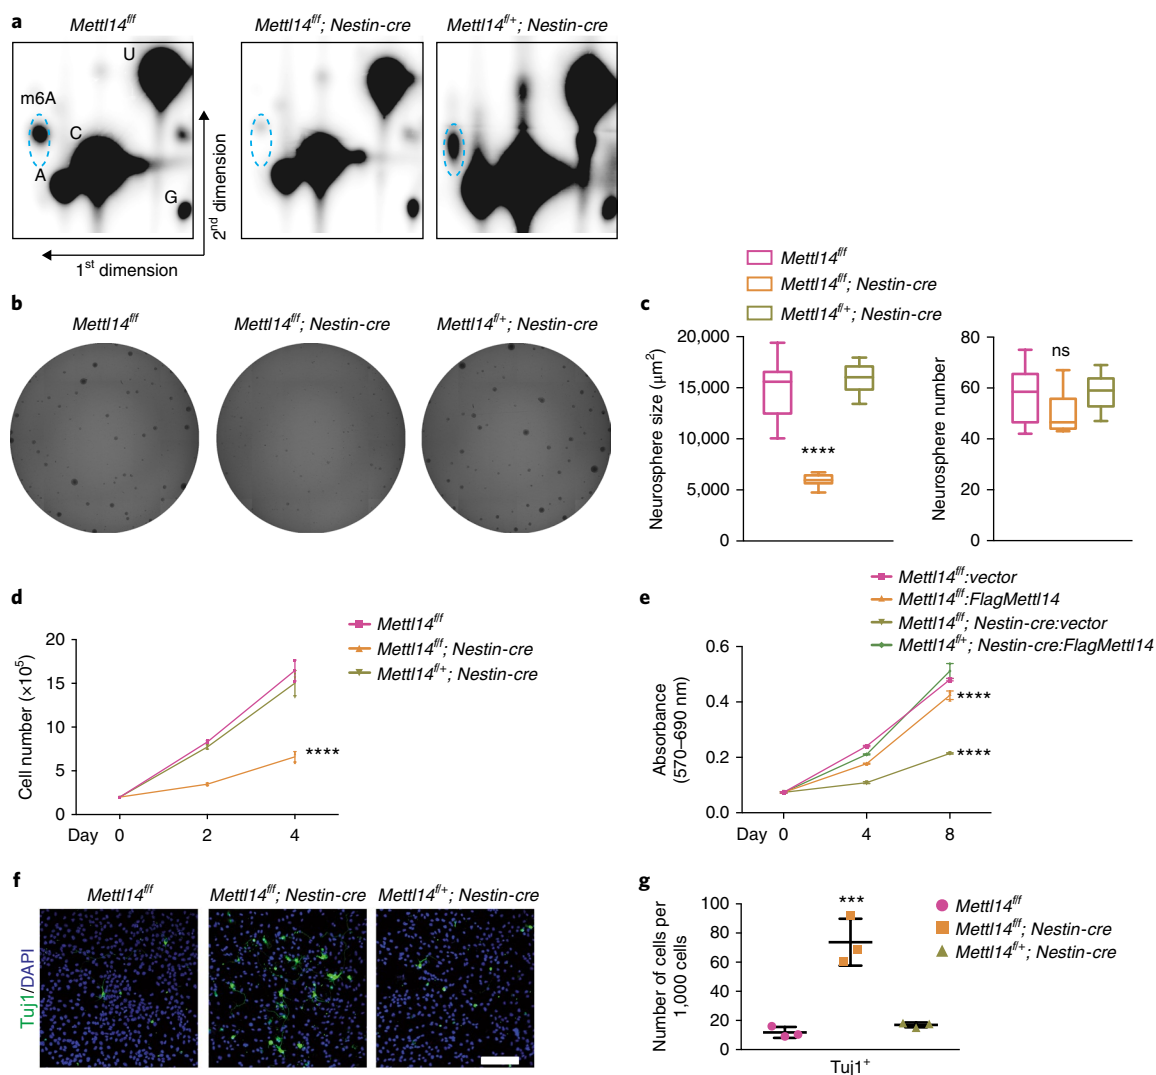 a
Mettl14f/f
Mettl14f/f; Nestin-cre
Mettl14f/+; Nestin-cre
U
m6A
C
A
G
2nd dimension
1st dimension
b
Mettl14f/f
Mettl14f/f; Nestin-cre
Mettl14f/+; Nestin-cre
c
Mettl14f/f
Mettl14f/f; Nestin-cre
Mettl14f/+; Nestin-cre
Neurosphere size (μm2)
20,000
15,000
10,000
5,000
0
****
Neurosphere number
80
60
40
20
0
ns
d
Mettl14f/f
Mettl14f/f; Nestin-cre
Mettl14f/+; Nestin-cre
Cell number (×105)
20
15
10
5
0
****
Day 0 2 4
e
Mettl14f/f:vector
Mettl14f/f:FlagMettl14
Mettl14f/f; Nestin-cre:vector
Mettl14f/+; Nestin-cre:FlagMettl14
Absorbance
(570–690 nm)
0.6
0.4
0.2
0.0
****
****
Day 0 4 8
f
Mettl14f/f
Mettl14f/f; Nestin-cre
Mettl14f/+; Nestin-cre
Tuj1/DAPI
g
Number of cells per
1,000 cells
100
80
60
40
20
0
***
Tuj1+
Mettl14f/f
Mettl14f/f; Nestin-cre
Mettl14f/+; Nestin-cre